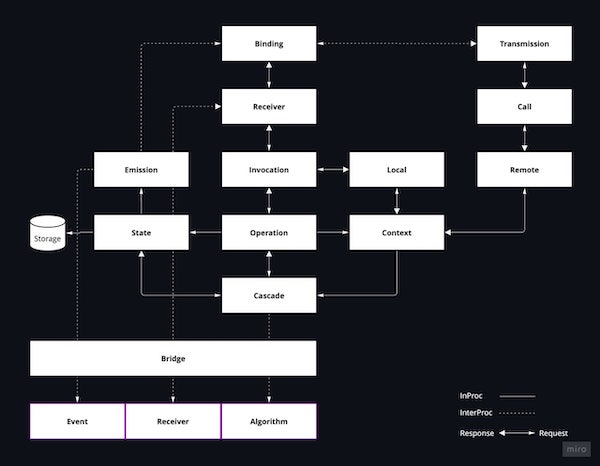 Binding
Transmission
Receiver
Call
Emission
Invocation
Local
Remote
Storage
State
Operation
Context
Cascade
Bridge
Event
Receiver
Algorithm
InProc
InterProc
Response
Request
miro